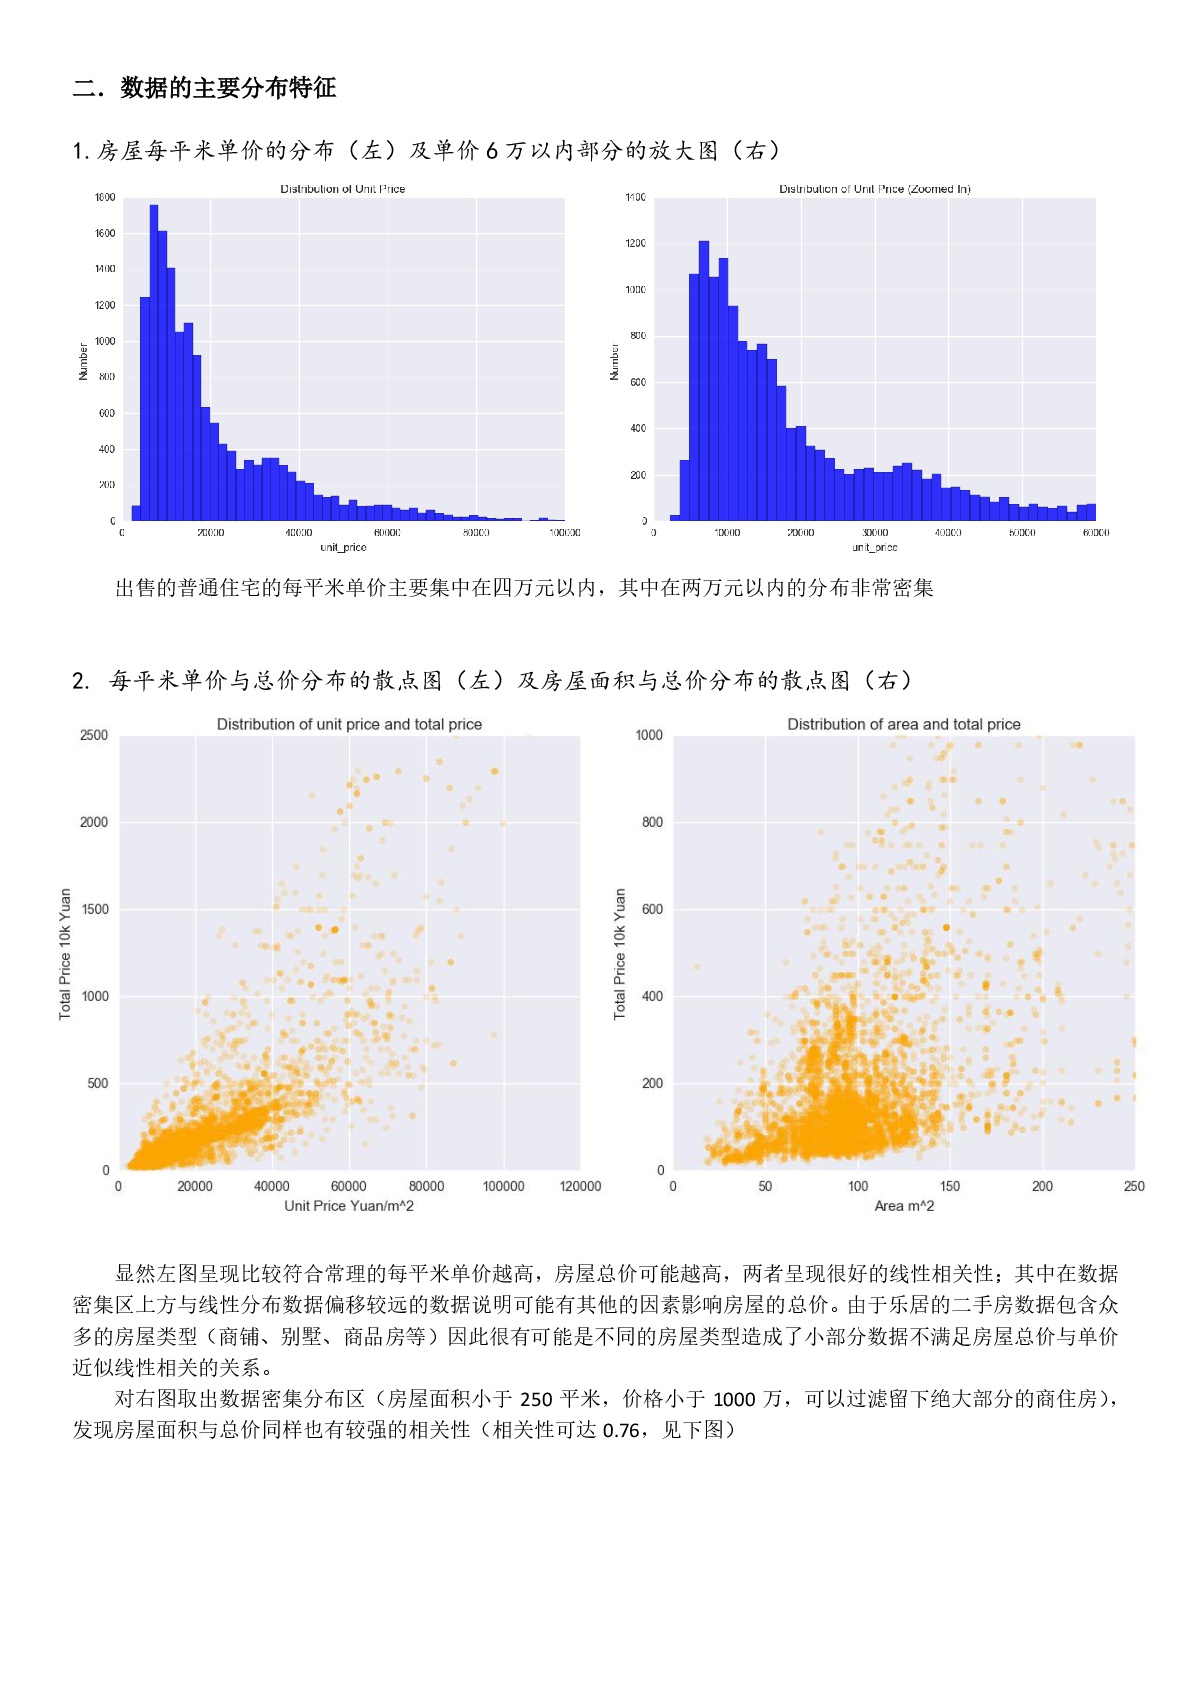 二．数据的主要分布特征
1.房屋每平米单价的分布（左）及单价 6 万以内部分的放大图（右）
Distribution of Unit Price
1800
1600
1400
1200
1000
800
600
400
200
0
Number
0 20000 40000 60000 80000 100000
unit_price
Distribution of Unit Price (Zoomed In)
1400
1200
1000
800
600
400
200
0
Number
0 10000 20000 30000 40000 50000 60000
unit_price
出售的普通住宅的每平米单价主要集中在四万元以内，其中在两万元以内的分布非常密集
2. 每平米单价与总价分布的散点图（左）及房屋面积与总价分布的散点图（右）
Distribution of unit price and total price
2500
2000
1500
1000
500
0
Total Price 10k Yuan
0 20000 40000 60000 80000 100000 120000
Unit Price Yuan/m^2
Distribution of area and total price
1000
800
600
400
200
0
Total Price 10k Yuan
0 50 100 150 200 250
Area m^2
显然左图呈现比较符合常理的每平米单价越高，房屋总价可能越高，两者呈现很好的线性相关性；其中在数据
密集区上方与线性分布数据偏移较远的数据说明可能有其他的因素影响房屋的总价。由于乐居的二手房数据包含众
多的房屋类型（商铺、别墅、商品房等）因此很有可能是不同的房屋类型造成了小部分数据不满足房屋总价与单价
近似线性相关的关系。
对右图取出数据密集分布区（房屋面积小于 250 平米，价格小于 1000 万，可以过滤留下绝大部分的商住房），
发现房屋面积与总价同样也有较强的相关性（相关性可达 0.76，见下图）